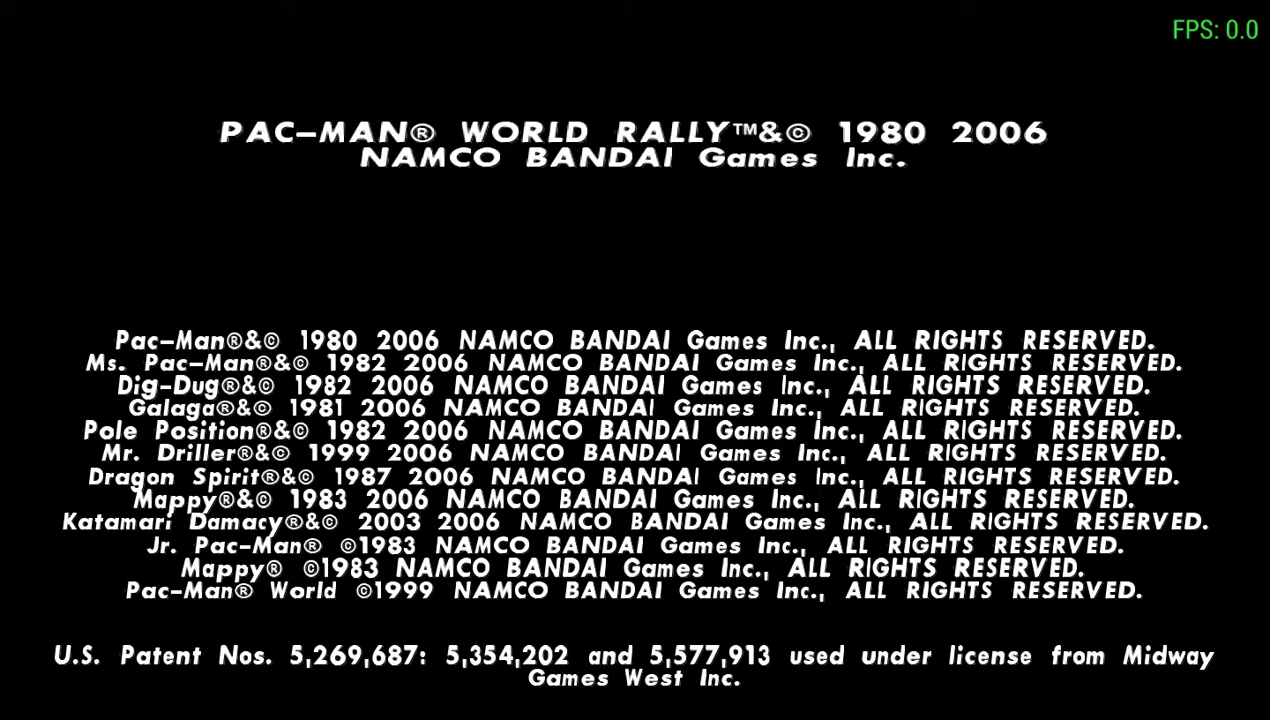 FPS: 0.0
PAC-MAN® WORLD RALLY™&© 1980 2006
NAMCO BANDAI Games Inc.
Pac-Man®&© 1980 2006 NAMCO BANDAI Games Inc., ALL RIGHTS RESERVED.
Ms. Pac-Man®&© 1982 2006 NAMCO BANDAI Games Inc., ALL RIGHTS RESERVED.
Dig-Dug®&© 1982 2006 NAMCO BANDAI Games Inc., ALL RIGHTS RESERVED.
Galaga®&© 1981 2006 NAMCO BANDAI Games Inc., ALL RIGHTS RESERVED.
Pole Position®&© 1982 2006 NAMCO BANDAI Games Inc., ALL RIGHTS RESERVED.
Mr. Driller®&© 1999 2006 NAMCO BANDAI Games Inc., ALL RIGHTS RESERVED.
Dragon Spirit®&© 1987 2006 NAMCO BANDAI Games Inc., ALL RIGHTS RESERVED.
Mappy®&© 1983 2006 NAMCO BANDAI Games Inc., ALL RIGHTS RESERVED.
Katamari Damacy®&© 2003 2006 NAMCO BANDAI Games Inc., ALL RIGHTS RESERVED.
Jr. Pac-Man® ©1983 NAMCO BANDAI Games Inc., ALL RIGHTS RESERVED.
Mappy® ©1983 NAMCO BANDAI Games Inc., ALL RIGHTS RESERVED.
Pac-Man® World ©1999 NAMCO BANDAI Games Inc., ALL RIGHTS RESERVED.
U.S. Patent Nos. 5,269,687: 5,354,202 and 5,577,913 used under license from Midway
Games West Inc.